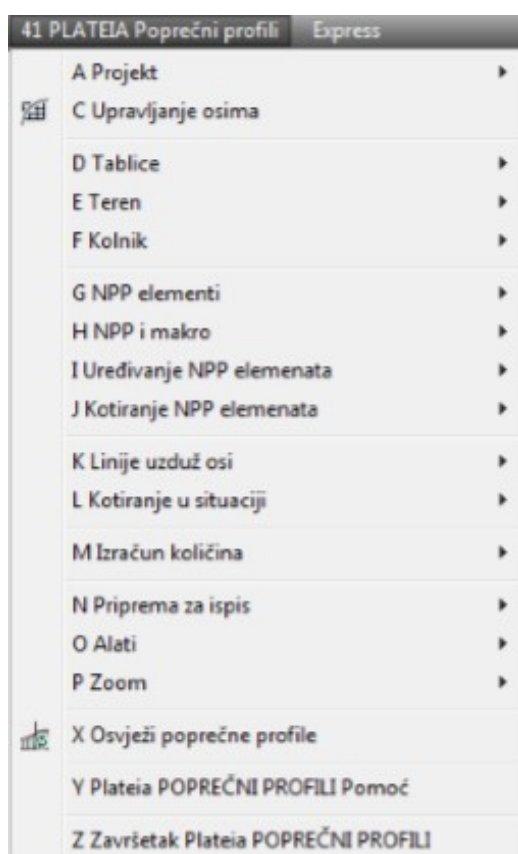 41 PLATEIA Poprečni profili Express
A Projekt
C Upravljanje osima
D Tablice
E Teren
F Kolnik
G NPP elementi
H NPP i makro
I Uređivanje NPP elemenata
J Kotiranje NPP elemenata
K Linije uzduž osi
L Kotiranje u situaciji
M Izračun količina
N Priprema za ispis
O Alati
P Zoom
X Osvježi poprečne profile
Y Plateia POPREČNI PROFILI Pomoć
Z Završetak Plateia POPREČNI PROFILI